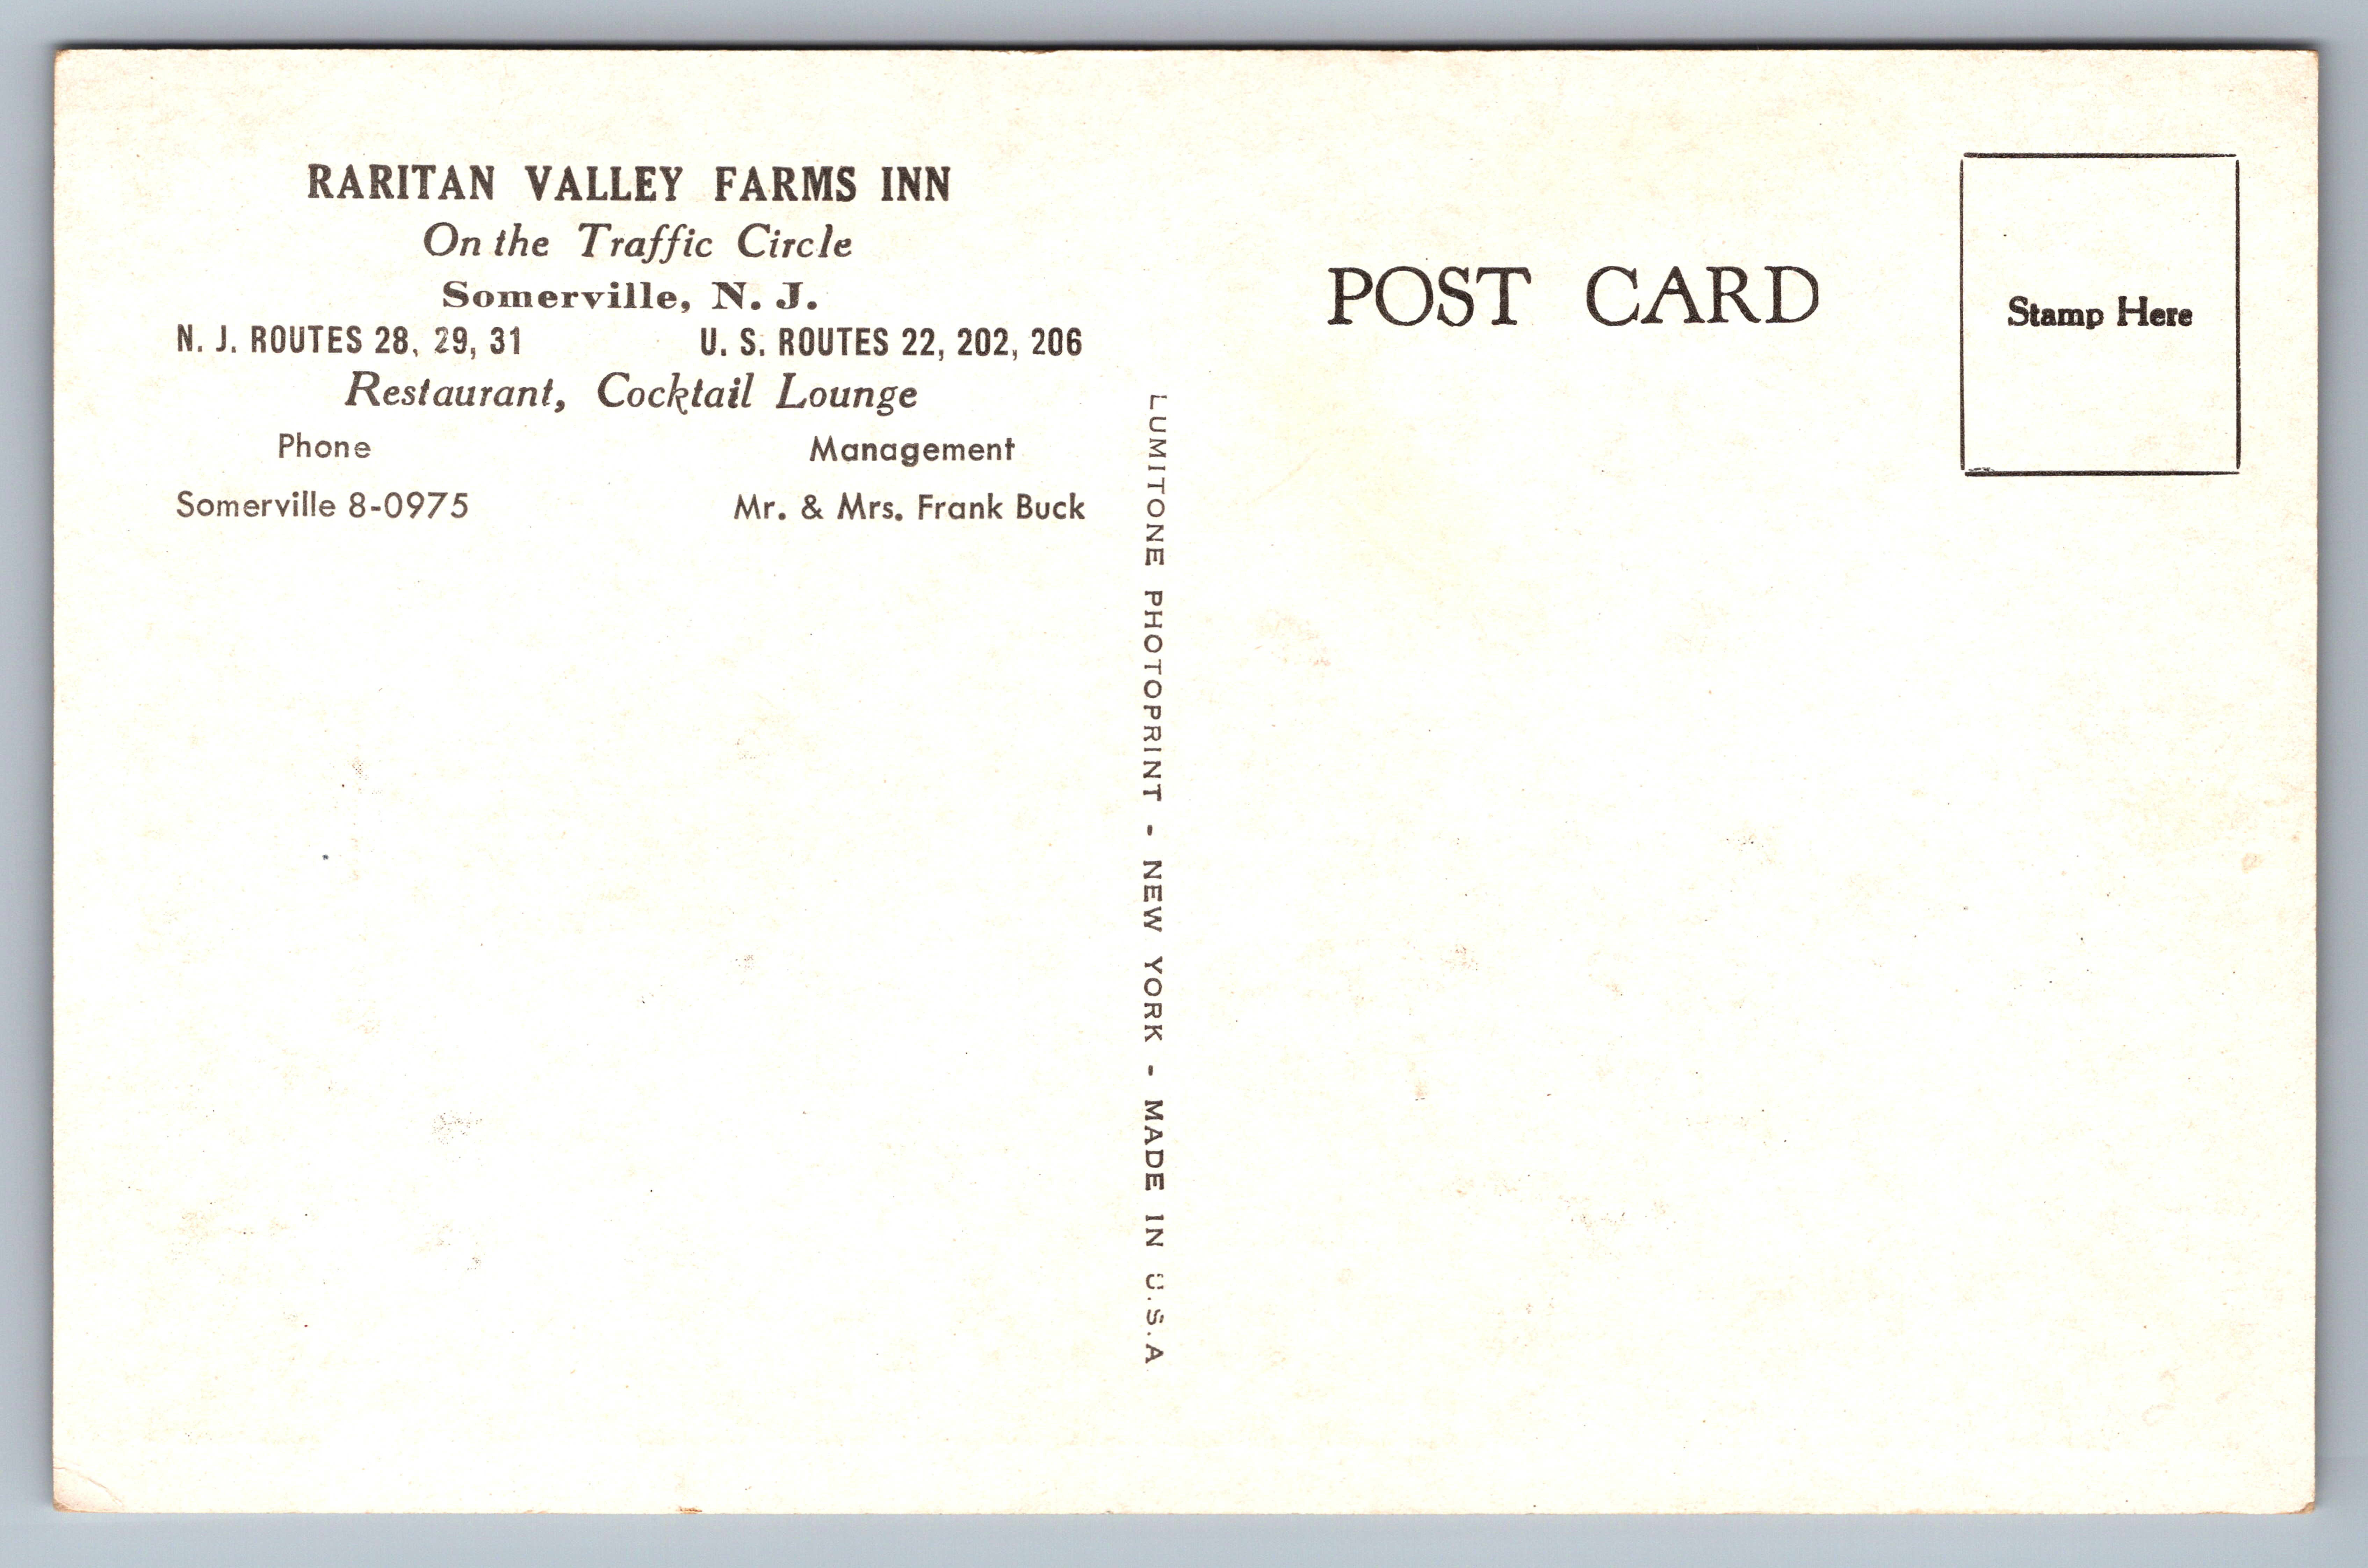 RARITAN VALLEY FARMS INN
On the Traffic Circle
Somerville, N. J.
N. J. ROUTES 28, 29, 31 U. S. ROUTES 22, 202, 206
Restaurant, Cocktail Lounge
Phone Management
Somerville 8-0975 Mr. & Mrs. Frank Buck
LUMITONE PHOTOPRINT - NEW YORK - MADE IN U.S.A
POST CARD
Stamp Here